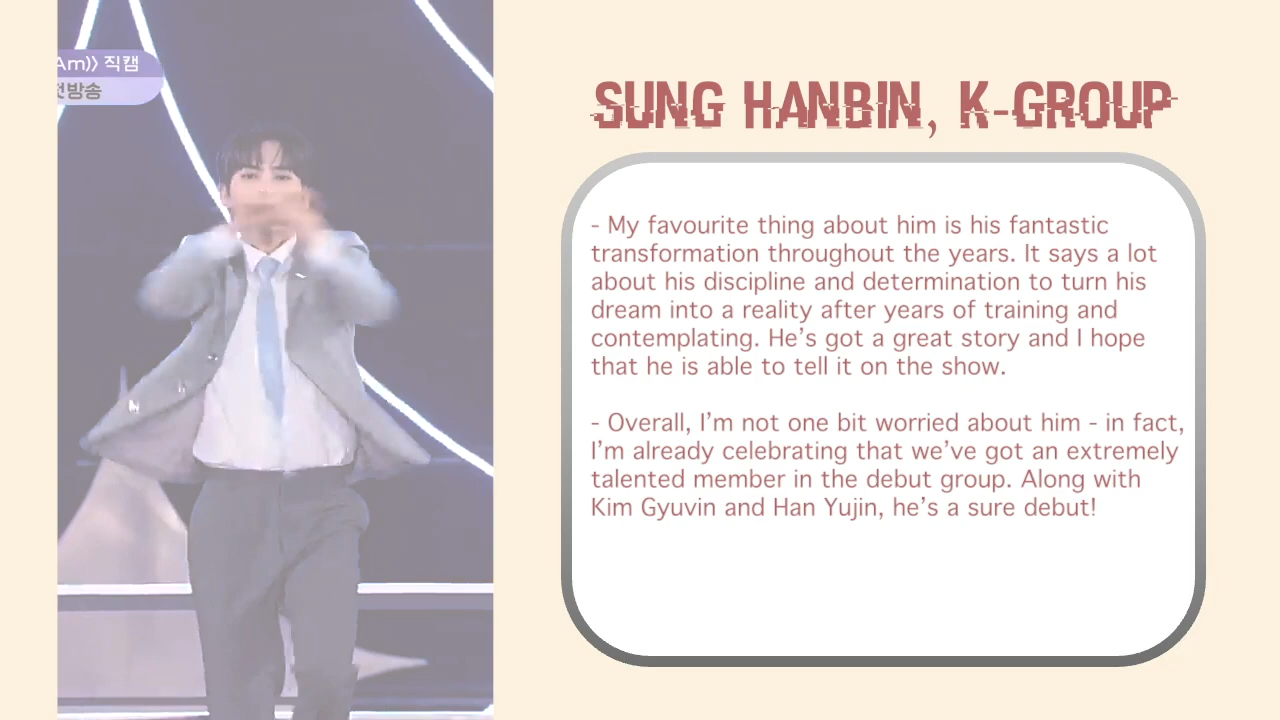 Am)) 직캠
첫방송
SUNG HANBIN, K-GROUP
- My favourite thing about him is his fantastic
transformation throughout the years. It says a lot
about his discipline and determination to turn his
dream into a reality after years of training and
contemplating. He's got a great story and I hope
that he is able to tell it on the show.
- Overall, I'm not one bit worried about him - in fact,
I'm already celebrating that we've got an extremely
talented member in the debut group. Along with
Kim Gyuvin and Han Yujin, he's a sure debut!